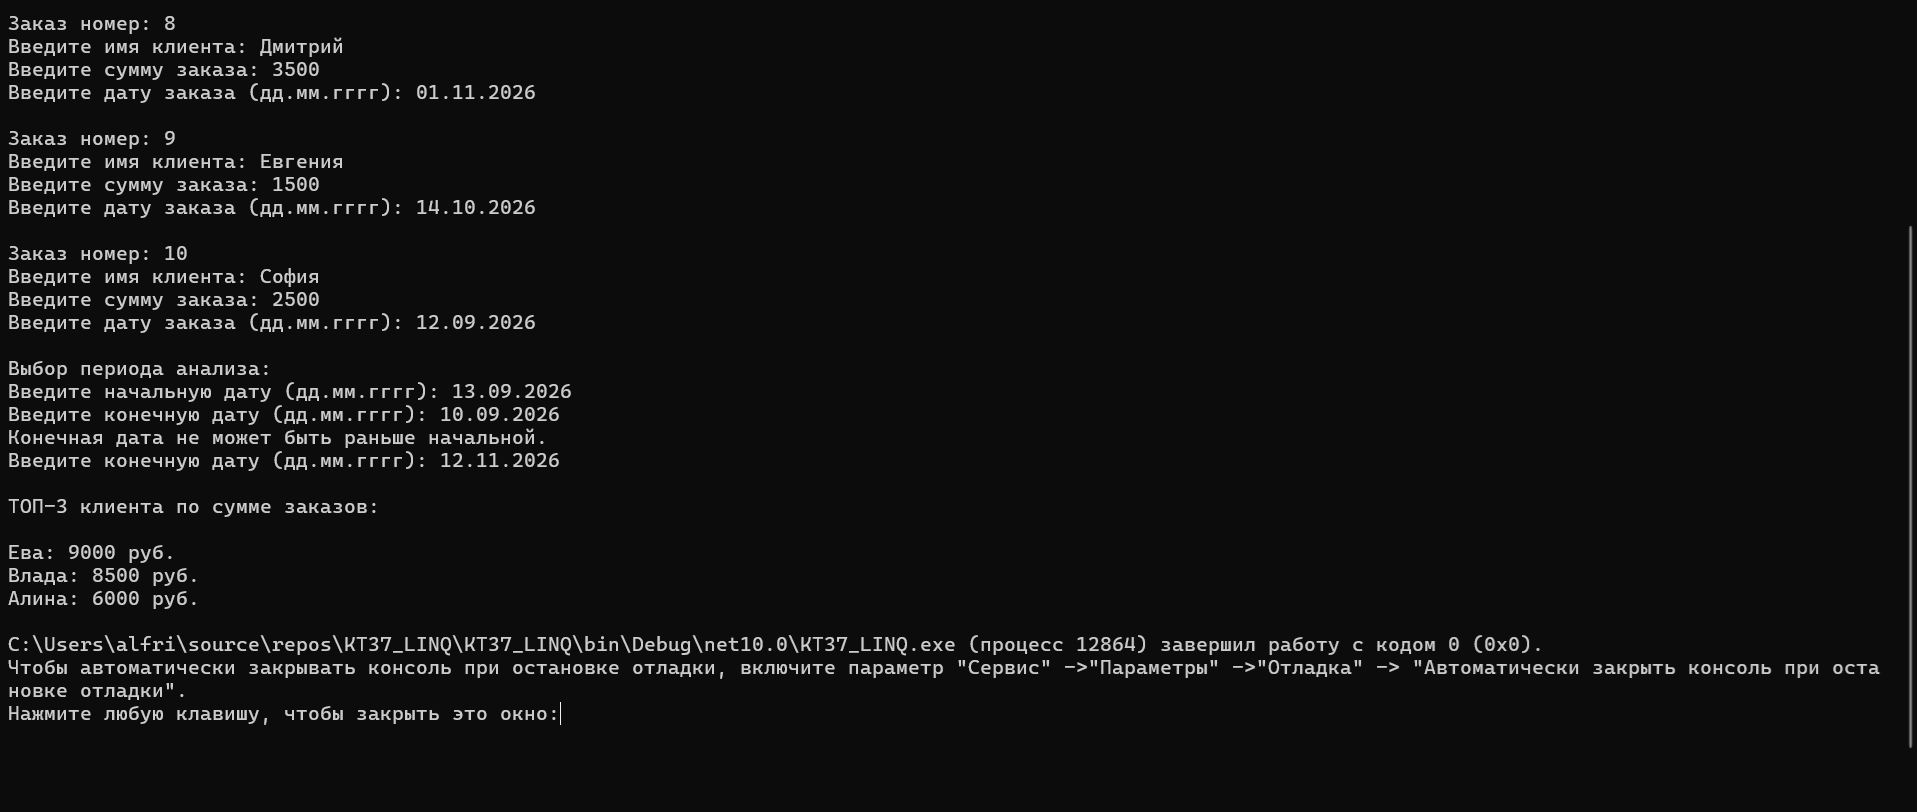 Заказ номер: 8
Введите имя клиента: Дмитрий
Введите сумму заказа: 3500
Введите дату заказа (дд.мм.гггг): 01.11.2026
Заказ номер: 9
Введите имя клиента: Евгения
Введите сумму заказа: 1500
Введите дату заказа (дд.мм.гггг): 14.10.2026
Заказ номер: 10
Введите имя клиента: София
Введите сумму заказа: 2500
Введите дату заказа (дд.мм.гггг): 12.09.2026
Выбор периода анализа:
Введите начальную дату (дд.мм.гггг): 13.09.2026
Введите конечную дату (дд.мм.гггг): 10.09.2026
Конечная дата не может быть раньше начальной.
Введите конечную дату (дд.мм.гггг): 12.11.2026
ТОП-3 клиента по сумме заказов:
Ева: 9000 руб.
Влада: 8500 руб.
Алина: 6000 руб.
C:\Users\alfri\source\repos\КТ37_LINQ\КТ37_LINQ\bin\Debug\net10.0\КТ37_LINQ.exe (процесс 12864) завершил работу с кодом 0 (0x0).
Чтобы автоматически закрывать консоль при остановке отладки, включите параметр "Сервис" ->"Параметры" ->"Отладка" -> "Автоматически закрыть консоль при оста
новке отладки".
Нажмите любую клавишу, чтобы закрыть это окно: